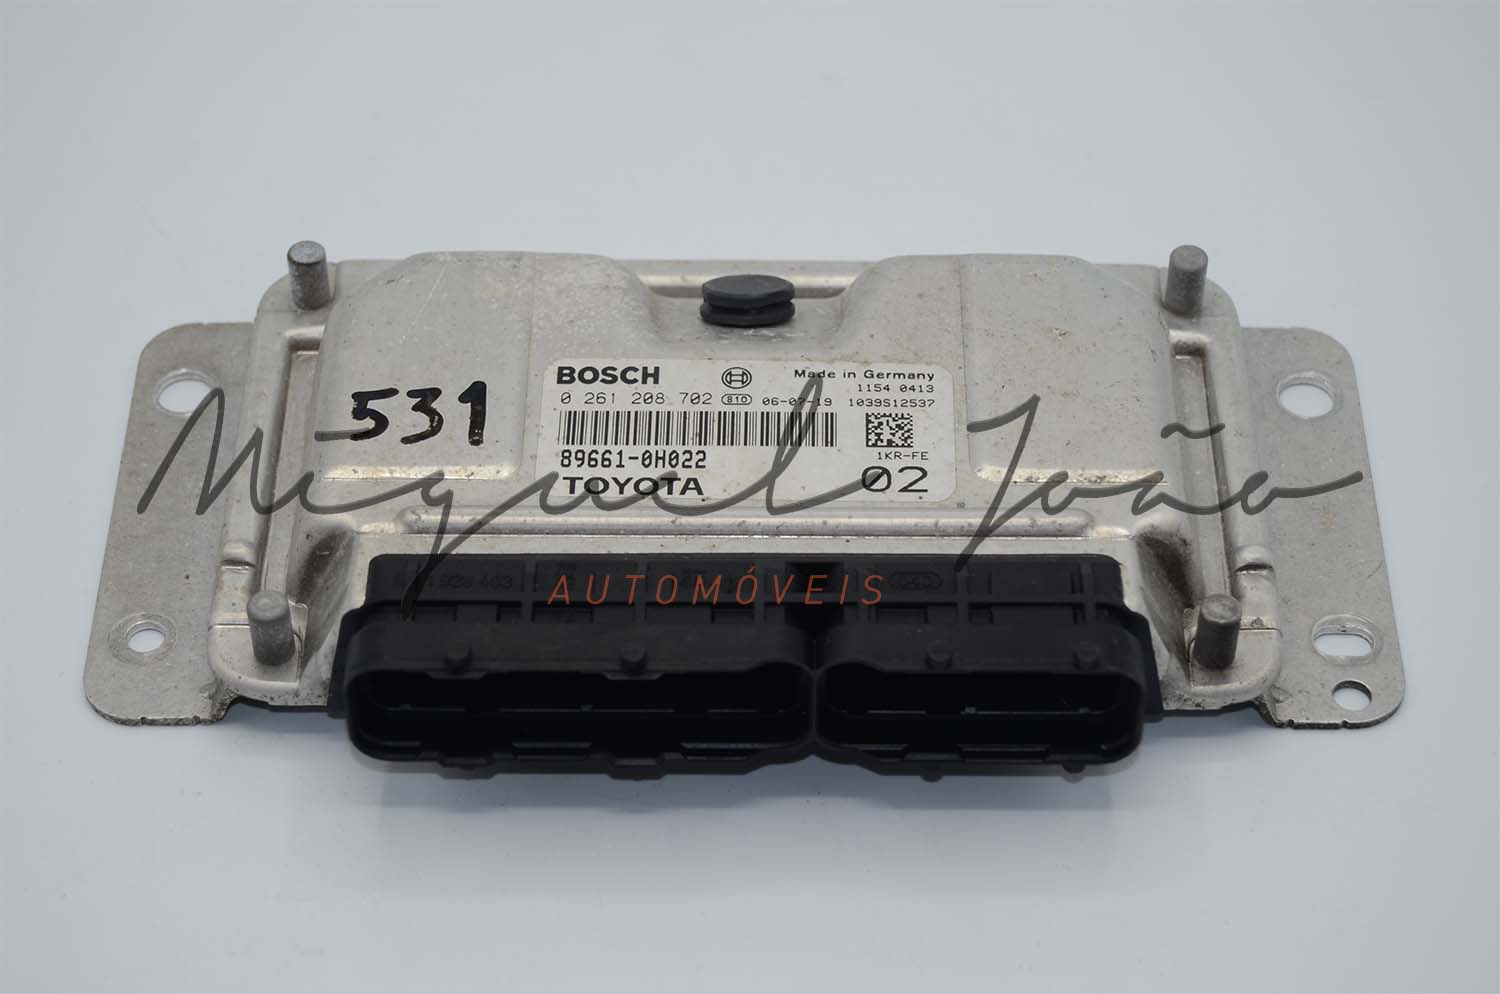 531
BOSCH
Made in Germany
1154 0413
0 261 208 702 810 06-07-19 1039S12537
89661-0H022
1KR-FE
TOYOTA
02
Miguel João
AUTOMÓVEIS